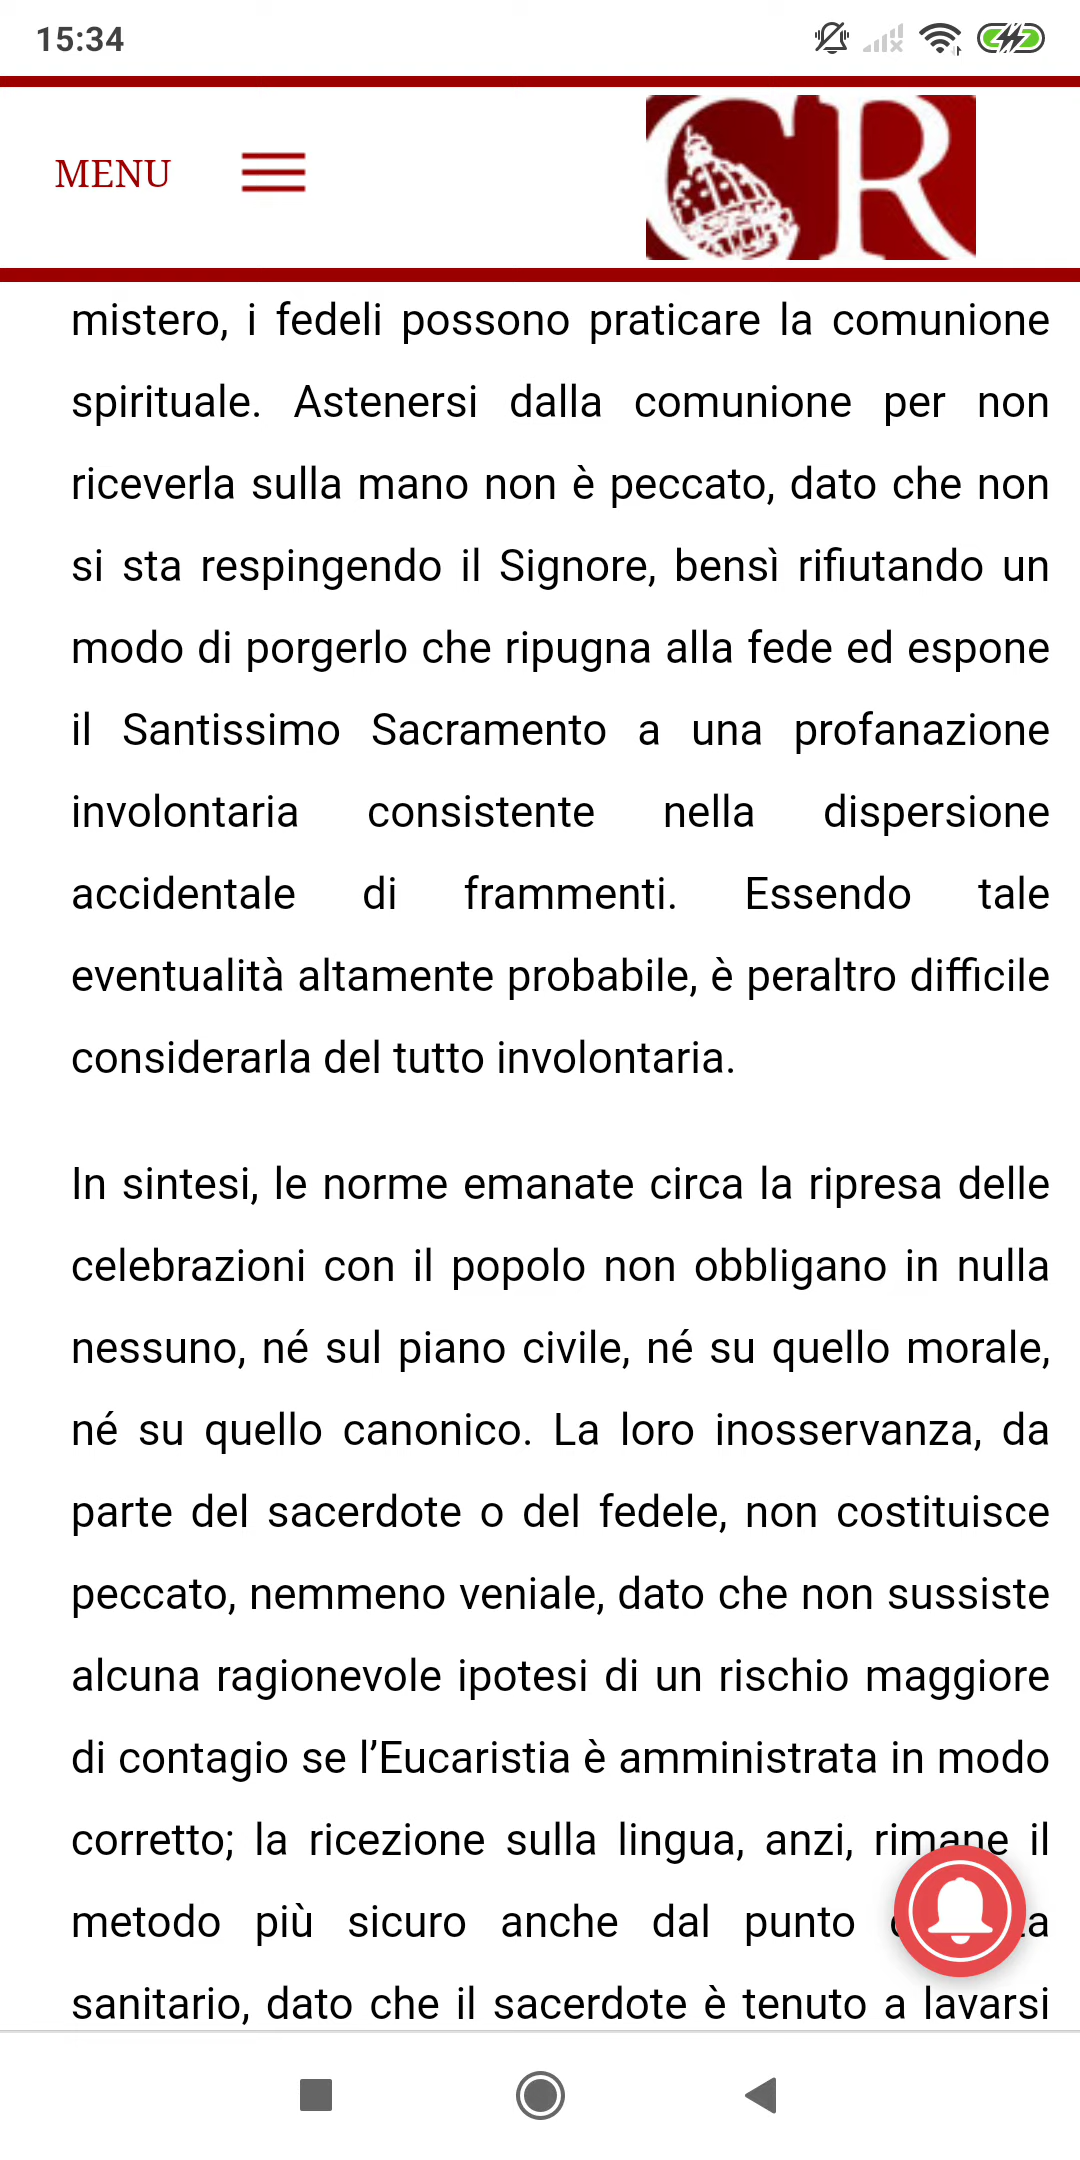 15:34
MENU
CR
mistero, i fedeli possono praticare la comunione
spirituale. Astenersi dalla comunione per non
riceverla sulla mano non è peccato, dato che non
si sta respingendo il Signore, bensì rifiutando un
modo di porgerlo che ripugna alla fede ed espone
il Santissimo Sacramento a una profanazione
involontaria consistente nella dispersione
accidentale di frammenti. Essendo tale
eventualità altamente probabile, è peraltro difficile
considerarla del tutto involontaria.
In sintesi, le norme emanate circa la ripresa delle
celebrazioni con il popolo non obbligano in nulla
nessuno, né sul piano civile, né su quello morale,
né su quello canonico. La loro inosservanza, da
parte del sacerdote o del fedele, non costituisce
peccato, nemmeno veniale, dato che non sussiste
alcuna ragionevole ipotesi di un rischio maggiore
di contagio se l’Eucaristia è amministrata in modo
corretto; la ricezione sulla lingua, anzi, rimane il
metodo più sicuro anche dal punto
sanitario, dato che il sacerdote è tenuto a lavarsi